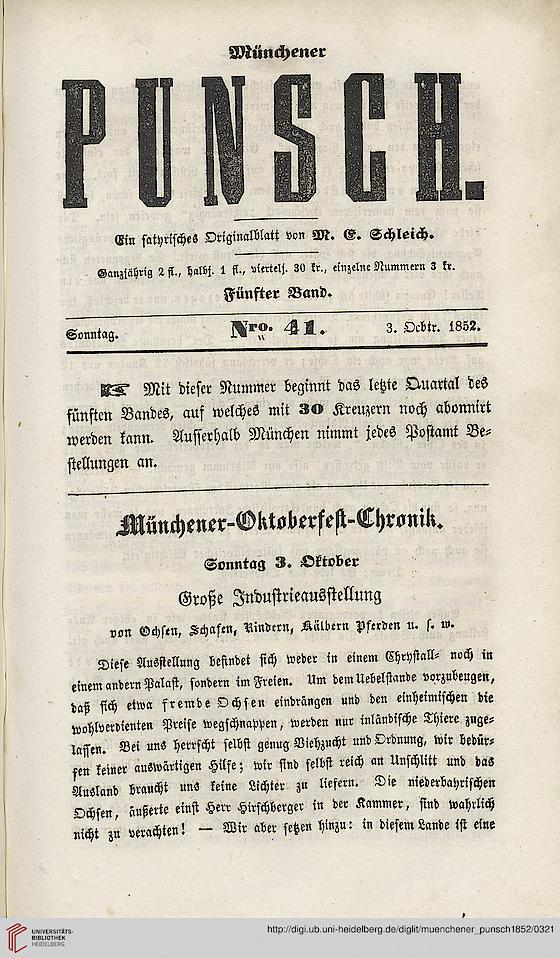 Münchener
PUNSCH.
Ein satyrisches Originalblatt von M. E. Schleich.
Ganzjährig 2 fl., halbj. 1 fl., viertelj. 30 kr., einzelne Nummern 3 kr.
Fünfter Band.
Sonntag. Nro. 41. 3. Octbr. 1852.
☞ Mit dieser Nummer beginnt das letzte Quartal des
fünften Bandes, auf welches mit 30 Kreuzern noch abonnirt
werden kann. Ausserhalb München nimmt jedes Postamt Be-
stellungen an.
Münchener-Oktoberfest-Chronik.
Sonntag 3. Oktober
Große Industrieausstellung
von Ochsen, Schafen, Rindern, Kälbern Pferden u. s. w.
Diese Ausstellung befindet sich weder in einem Chrystall- noch in
einem andern Palast, sondern im Freien. Um dem Uebelstande vorzubeugen,
daß sich etwa fremde Ochsen eindrängen und den einheimischen die
wohlverdienten Preise wegschnappen, werden nur inländische Thiere zuge-
lassen. Bei uns herrscht selbst genug Viehzucht und Ordnung, wir bedür-
fen keiner auswärtigen Hilfe; wir sind selbst reich an Unschlitt und das
Ausland braucht uns keine Lichter zu liefern. Die niederbayrischen
Ochsen, äußerte einst Herr Hirschberger in der Kammer, sind wahrlich
nicht zu verachten! — Wir aber setzen hinzu: in diesem Lande ist eine
UNIVERSITÄTS-
BIBLIOTHEK
HEIDELBERG
http://digi.ub.uni-heidelberg.de/diglit/muenchener_punsch1852/0321